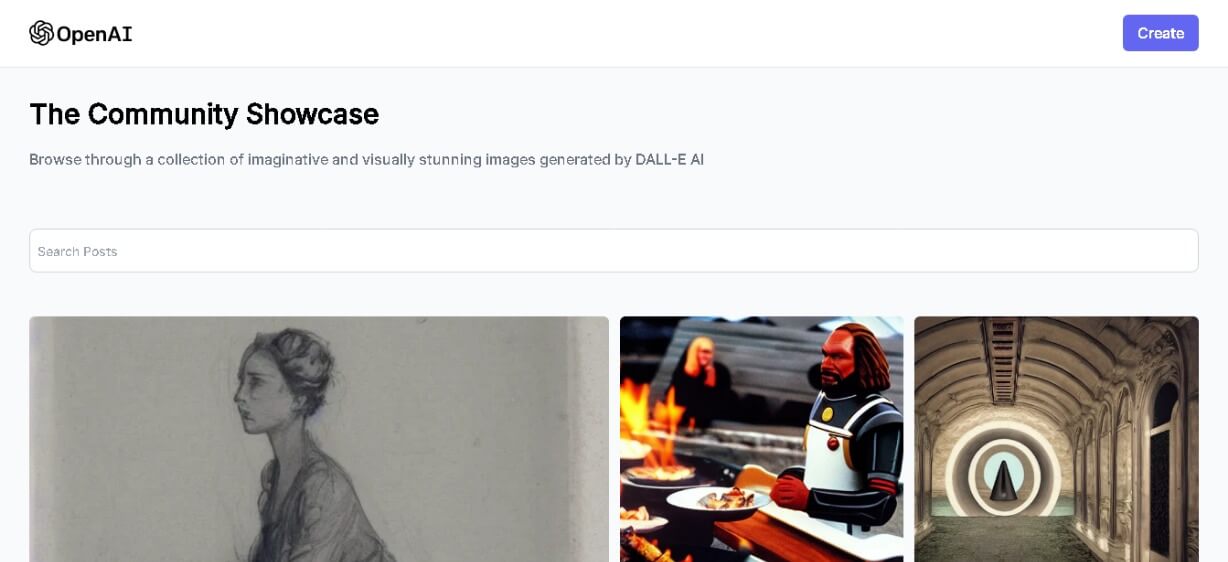 OpenAI
Create
The Community Showcase
Browse through a collection of imaginative and visually stunning images generated by DALL-E AI
Search Posts